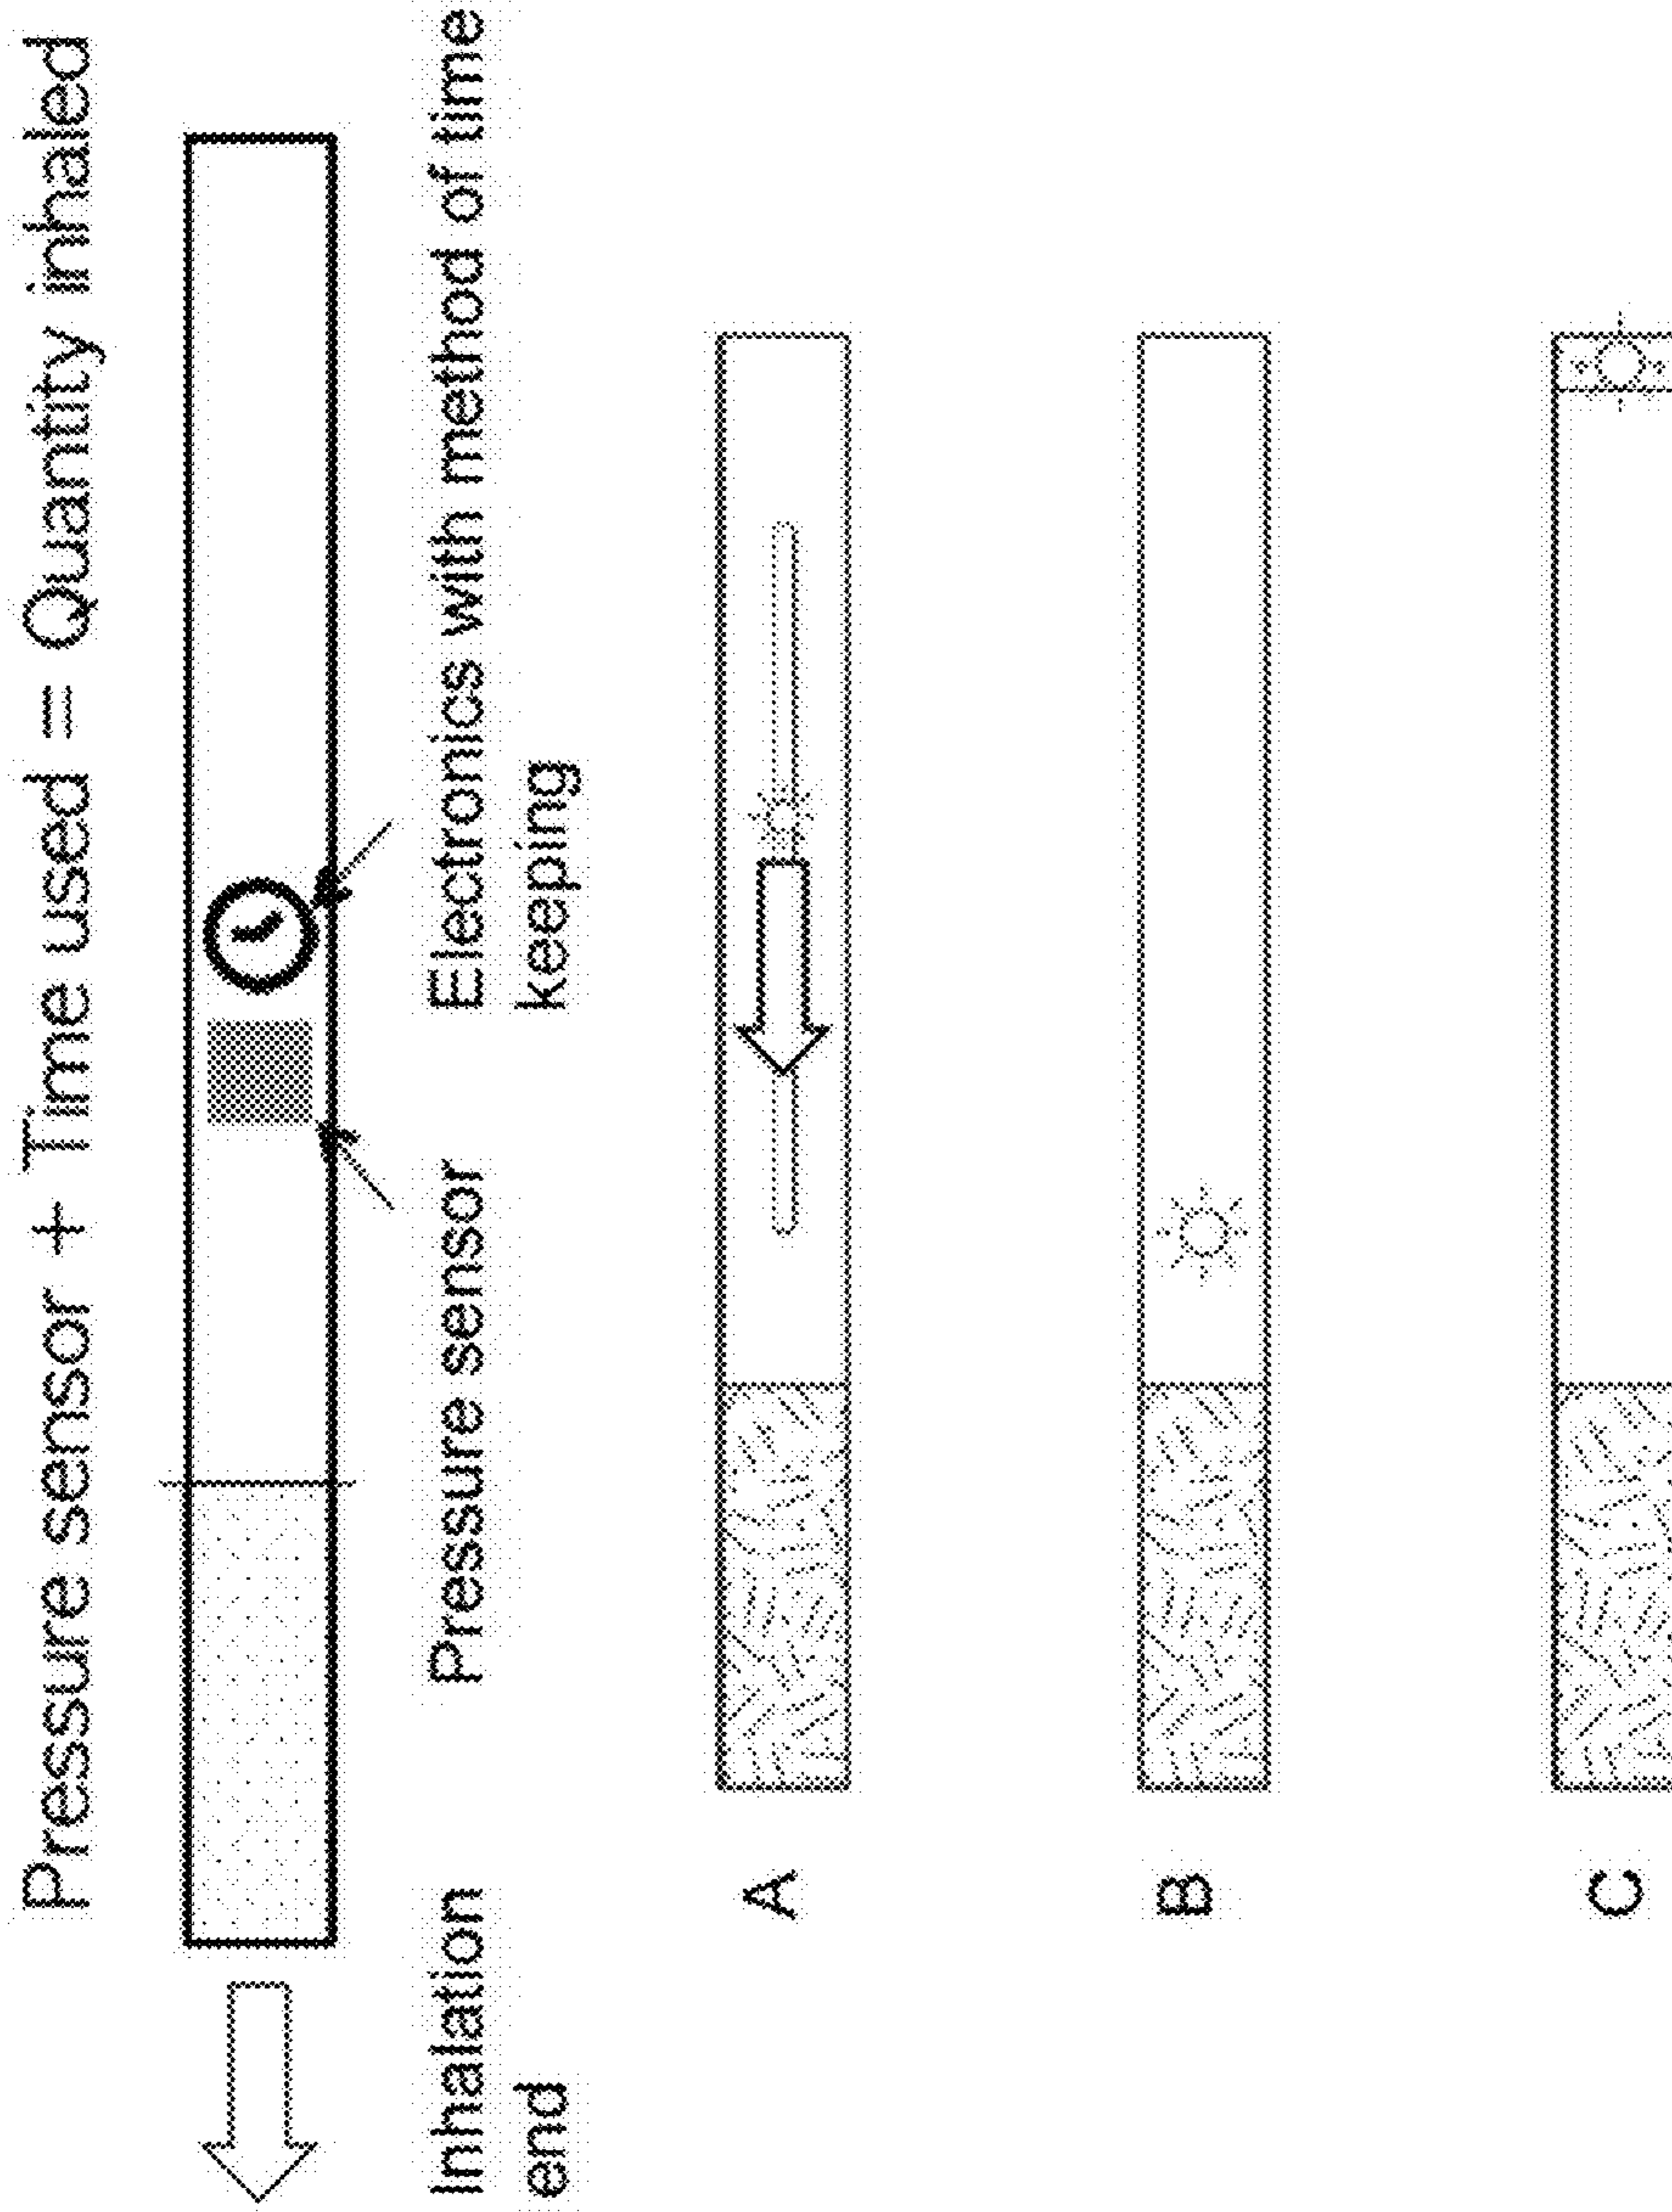 Pressure sensor + Time used = Quantity inhaled
Inhalation
end
Pressure sensor
Electronics with method of time
keeping
A
B
C